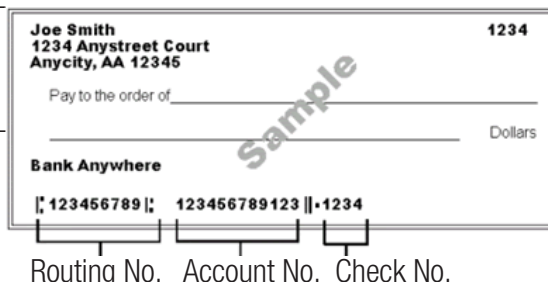 Joe Smith 1234
1234 Anystreet Court
Anycity, AA 12345
Sample
Pay to the order of
Dollars
Bank Anywhere
⑆123456789⑆ 123456789123⑈1234
Routing No. Account No. Check No.